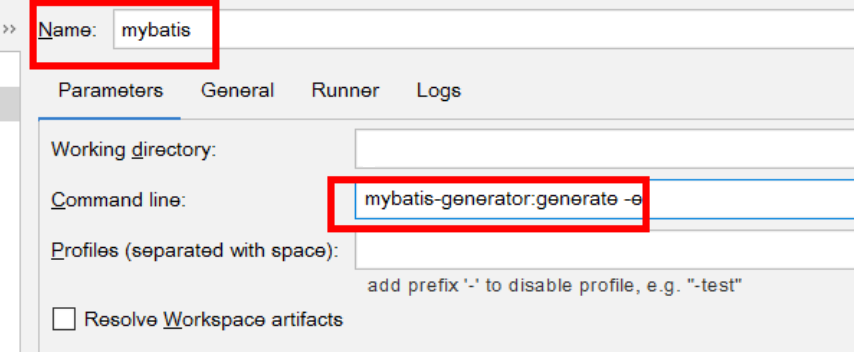 »
Name: mybatis
Parameters General Runner Logs
Working directory:
Command line: mybatis-generator:generate -e
Profiles (separated with space):
add prefix '-' to disable profile, e.g. "-test"
Resolve Workspace artifacts